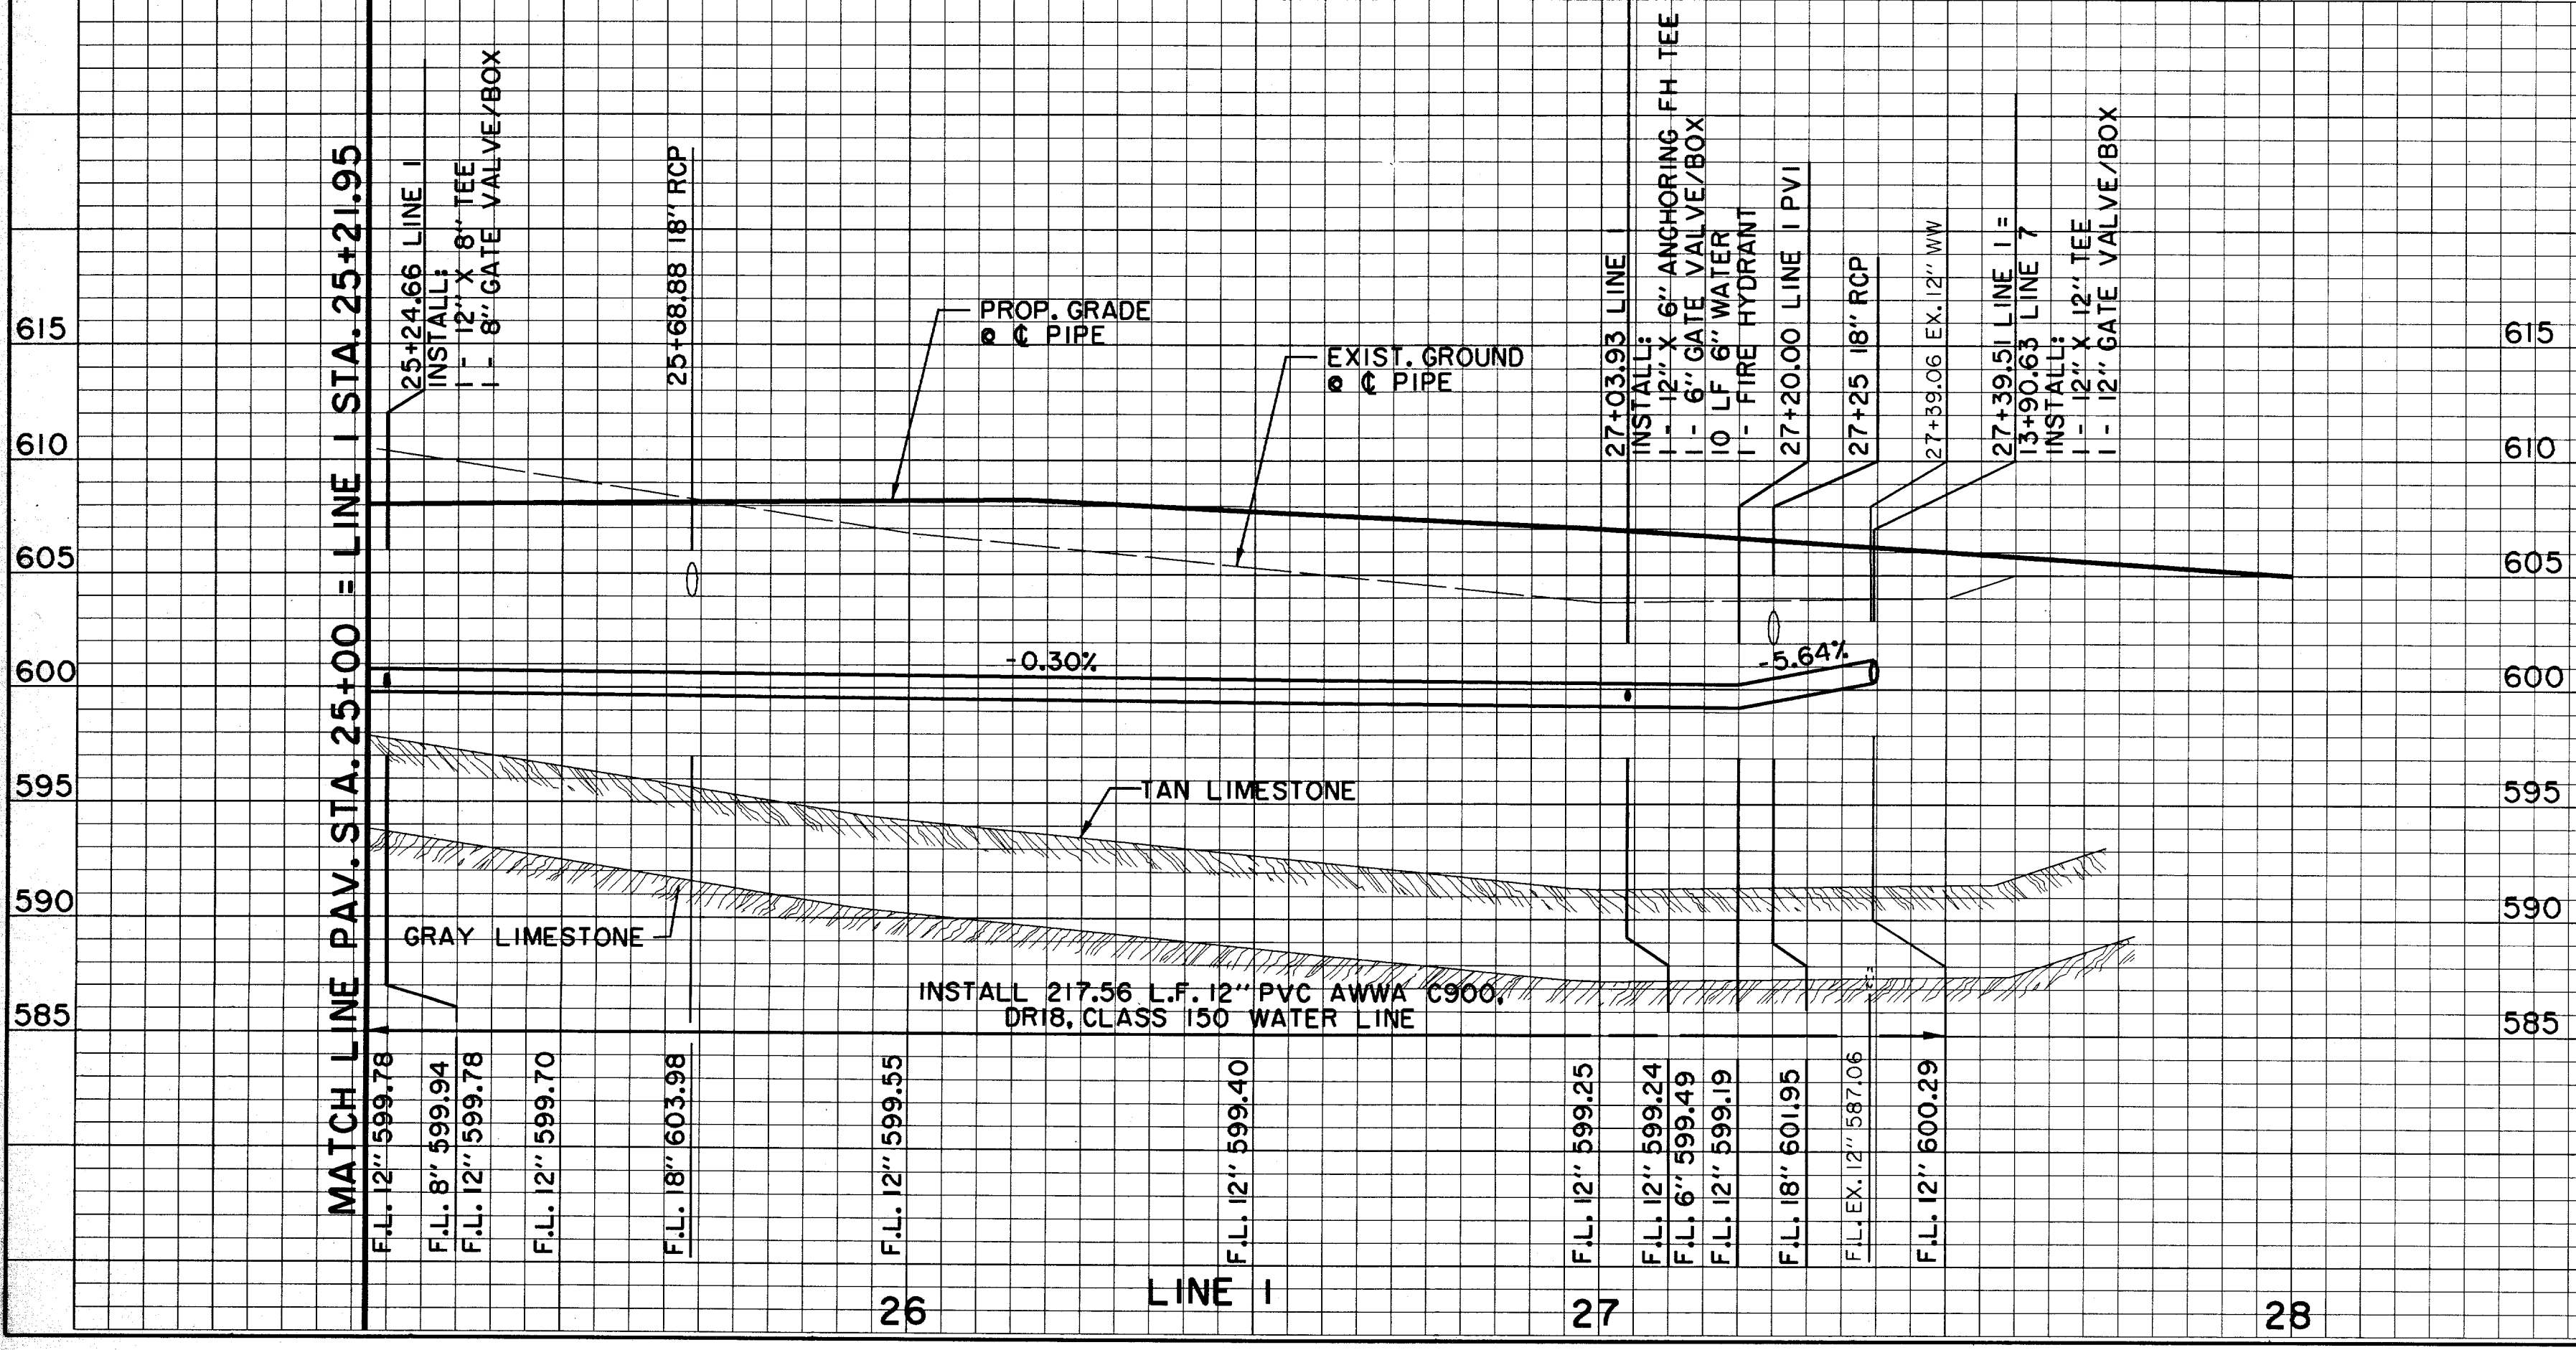 MATCH LINE PAV. STA. 25+00 = LINE 1 STA. 25+21.95
25+24.66 LINE 1
INSTALL:
1 - 12" X 8" TEE
1 - 8" GATE VALVE/BOX
25+68.88 18" RCP
PROP. GRADE
@ ℄ PIPE
EXIST. GROUND
@ ℄ PIPE
27+03.93 LINE 1
INSTALL:
1 - 12" X 6" ANCHORING FH TEE
1 - 6" GATE VALVE/BOX
10 LF 6" WATER
1 - FIRE HYDRANT
27+20.00 LINE 1 PVI
27+25 18" RCP
27+39.06 EX. 12" WW
27+39.51 LINE 1 =
13+90.63 LINE 7
INSTALL:
1 - 12" X 12" TEE
1 - 12" GATE VALVE/BOX
615
610
605
600
595
590
585
615
610
605
600
595
590
585
-0.30%
-5.64%
TAN LIMESTONE
GRAY LIMESTONE
INSTALL 217.56 L.F. 12" PVC AWWA C900,
DR18, CLASS 150 WATER LINE
F.L. 12" 599.78
F.L. 8" 599.94
F.L. 12" 599.78
F.L. 12" 599.70
F.L. 18" 603.98
F.L. 12" 599.55
F.L. 12" 599.40
F.L. 12" 599.25
F.L. 12" 599.24
F.L. 6" 599.49
F.L. 12" 599.19
F.L. 18" 601.95
F.L. EX. 12" 587.06
F.L. 12" 600.29
LINE 1
26
27
28